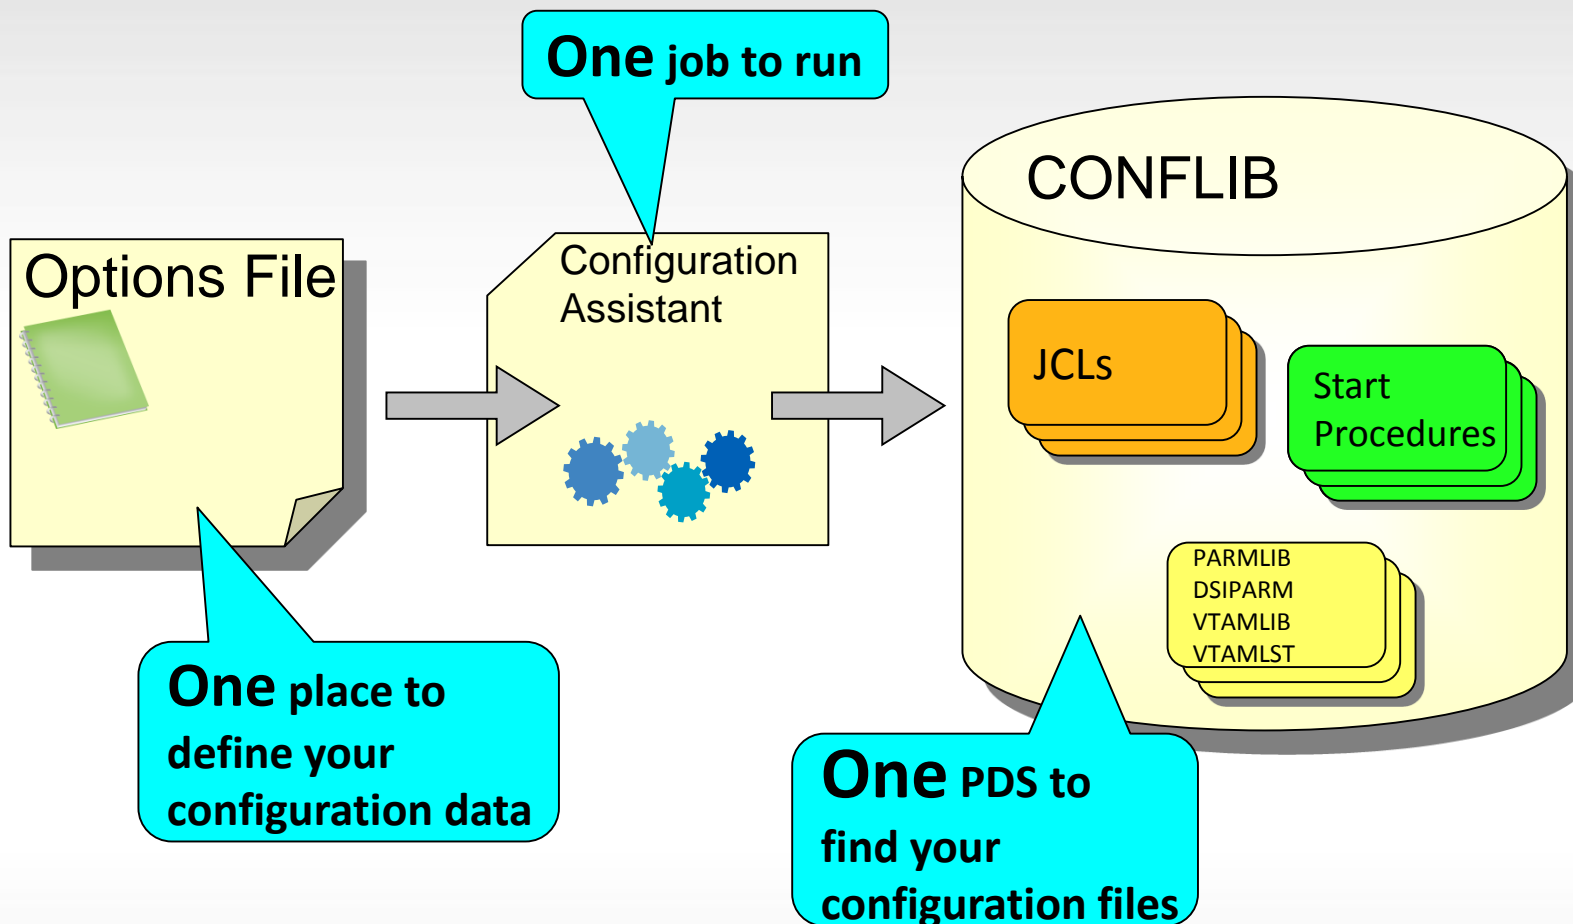 One job to run
CONFLIB
Options File
Configuration
Assistant
JCLs
Start
Procedures
PARMLIB
DSIPARM
VTAMLIB
VTAMLST
One place to
define your
configuration data
One PDS to
find your
configuration files